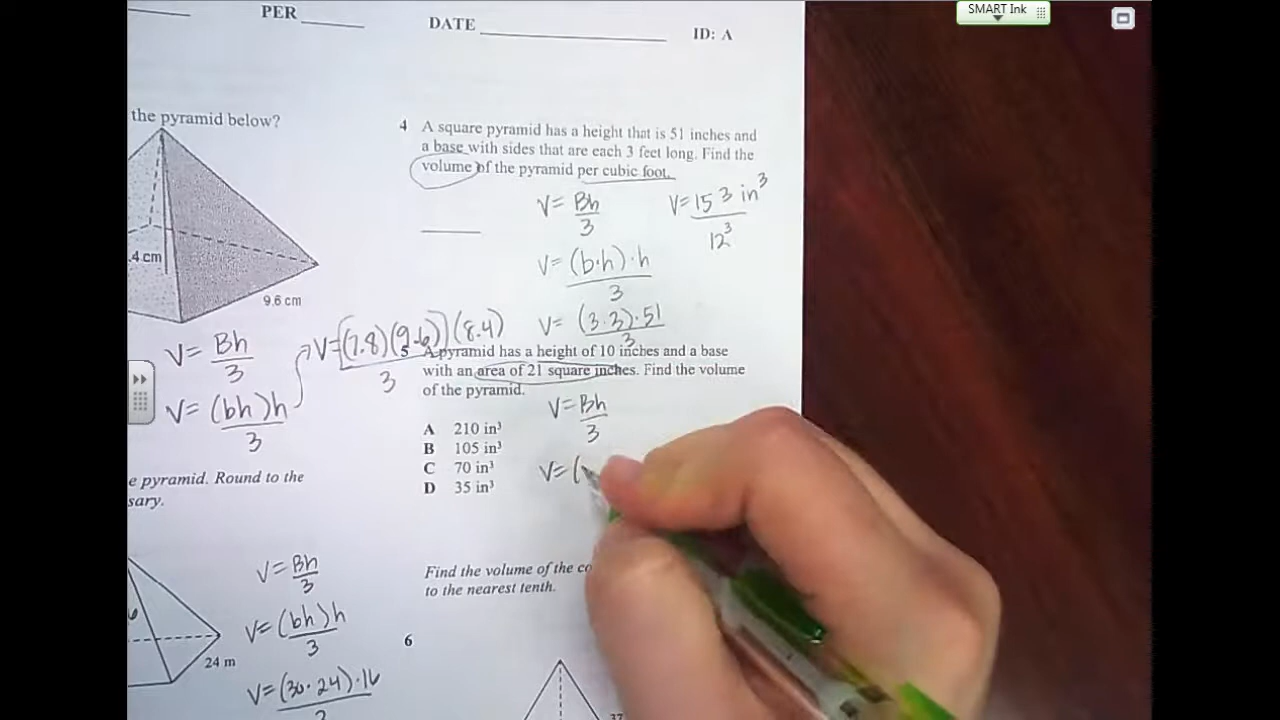 SMART Ink
PER
DATE
ID: A
the pyramid below?
.4 cm
9.6 cm
V= Bh
3
V= (bh)h
3
V=[(7.8)(9.6)](8.4)
3
e pyramid. Round to the
sary.
24 m
V= Bh
3
V= (bh)h
3
V=(30·24)·16
4 A square pyramid has a height that is 51 inches and
a base with sides that are each 3 feet long. Find the
volume of the pyramid per cubic foot.
V= Bh
3
V= (b·h)·h
3
V= (3·3)·51
3
V=153 in³
12³
5 A pyramid has a height of 10 inches and a base
with an area of 21 square inches. Find the volume
of the pyramid.
A 210 in³
B 105 in³
C 70 in³
D 35 in³
V= Bh
3
V= (
Find the volume of the
to the nearest tenth.
6